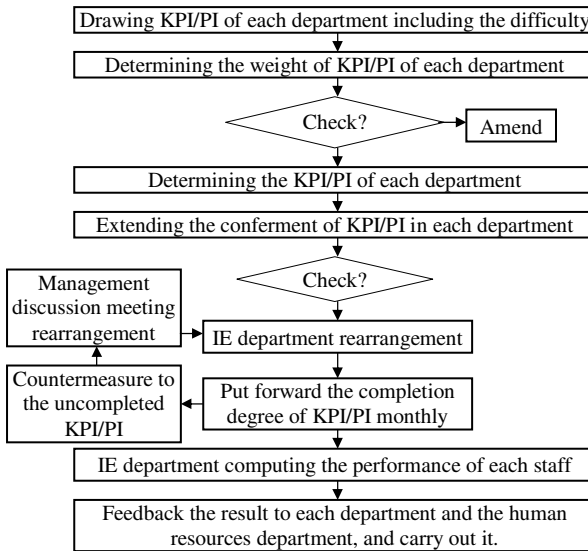 Drawing KPI/PI of each department including the difficulty
Determining the weight of KPI/PI of each department
Check?
Amend
Determining the KPI/PI of each department
Extending the conferment of KPI/PI in each department
Check?
Management
discussion meeting
rearrangement
IE department rearrangement
Countermeasure to
the uncompleted
KPI/PI
Put forward the completion
degree of KPI/PI monthly
IE department computing the performance of each staff
Feedback the result to each department and the human
resources department, and carry out it.